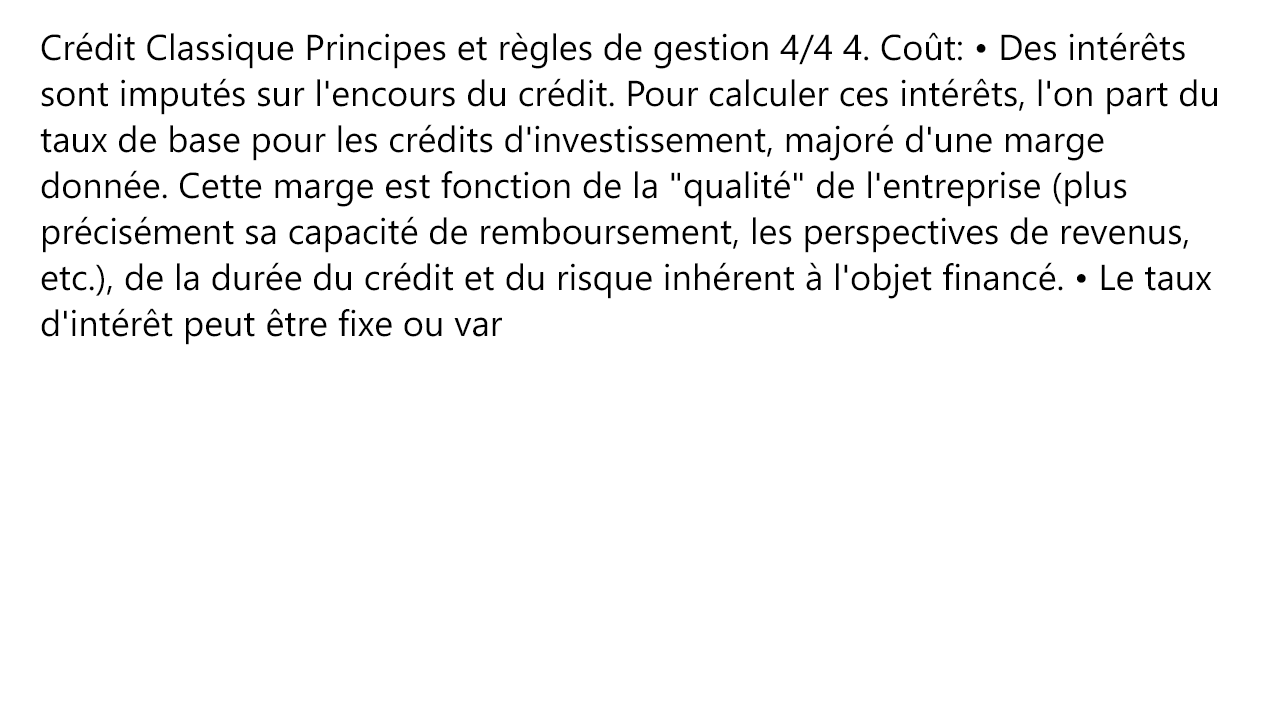 Crédit Classique Principes et règles de gestion 4/4 4. Coût: • Des intérêts
sont imputés sur l'encours du crédit. Pour calculer ces intérêts, l'on part du
taux de base pour les crédits d'investissement, majoré d'une marge
donnée. Cette marge est fonction de la "qualité" de l'entreprise (plus
précisément sa capacité de remboursement, les perspectives de revenus,
etc.), de la durée du crédit et du risque inhérent à l'objet financé. • Le taux
d'intérêt peut être fixe ou var